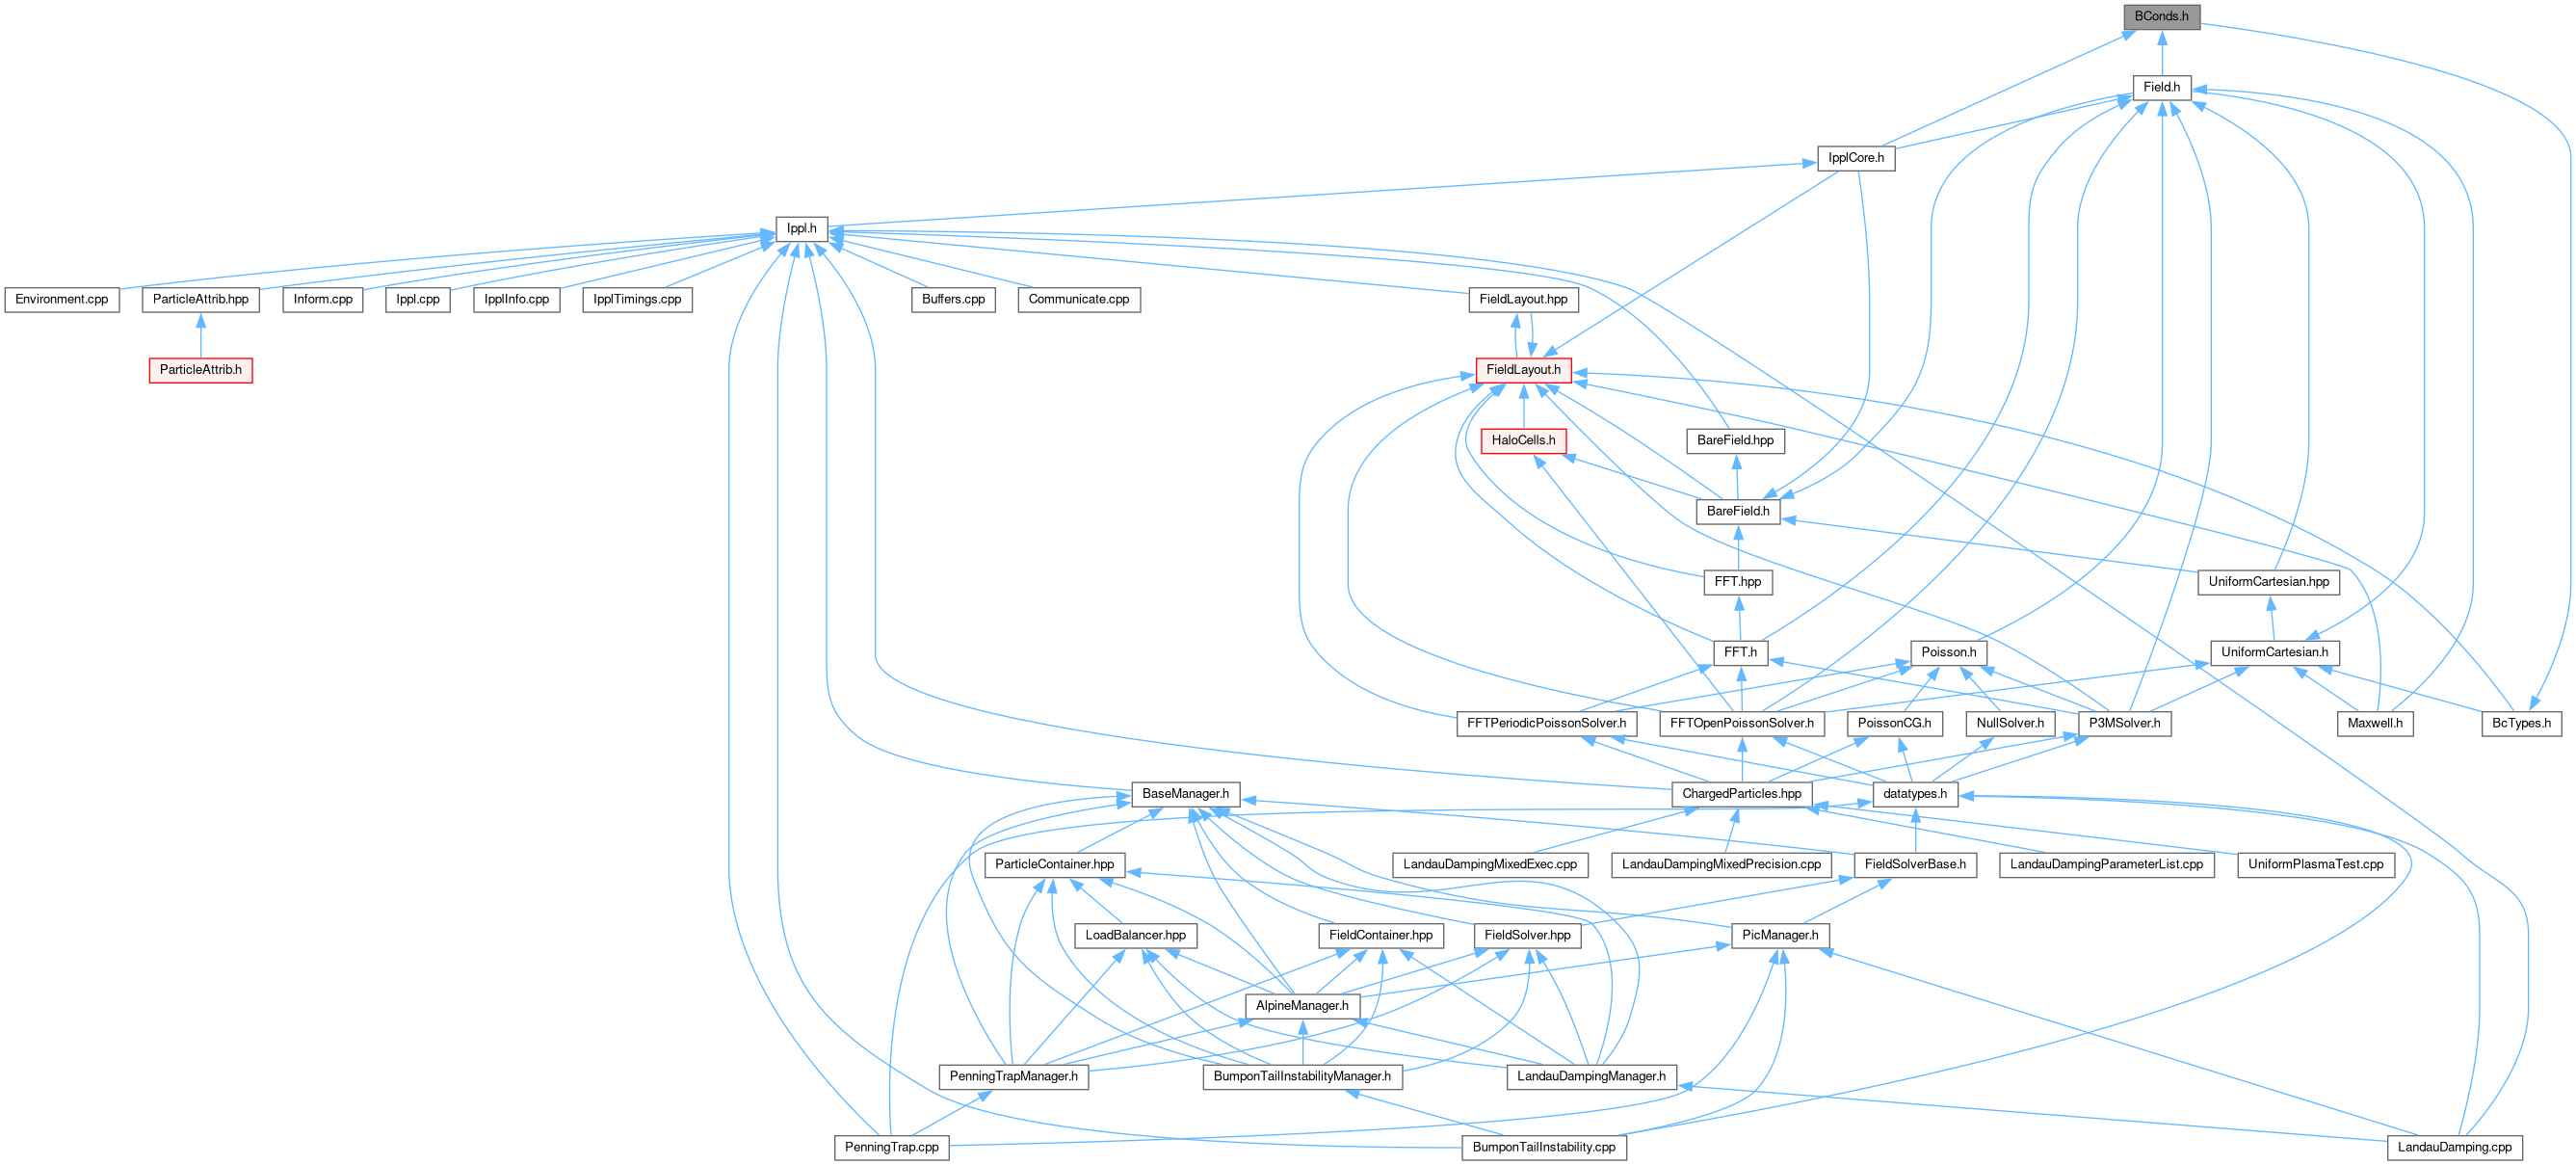 BConds.h
Field.h
IpplCore.h
Ippl.h
Environment.cpp
ParticleAttrib.hpp
Inform.cpp
Ippl.cpp
IpplInfo.cpp
IpplTimings.cpp
Buffers.cpp
Communicate.cpp
FieldLayout.hpp
ParticleAttrib.h
FieldLayout.h
HaloCells.h
BareField.hpp
BareField.h
FFT.hpp
UniformCartesian.hpp
FFT.h
Poisson.h
UniformCartesian.h
FFTPeriodicPoissonSolver.h
FFTOpenPoissonSolver.h
PoissonCG.h
NullSolver.h
P3MSolver.h
Maxwell.h
BcTypes.h
BaseManager.h
ChargedParticles.hpp
datatypes.h
ParticleContainer.hpp
LandauDampingMixedExec.cpp
LandauDampingMixedPrecision.cpp
FieldSolverBase.h
LandauDampingParameterList.cpp
UniformPlasmaTest.cpp
LoadBalancer.hpp
FieldContainer.hpp
FieldSolver.hpp
PicManager.h
AlpineManager.h
PenningTrapManager.h
BumponTailInstabilityManager.h
LandauDampingManager.h
PenningTrap.cpp
BumponTailInstability.cpp
LandauDamping.cpp